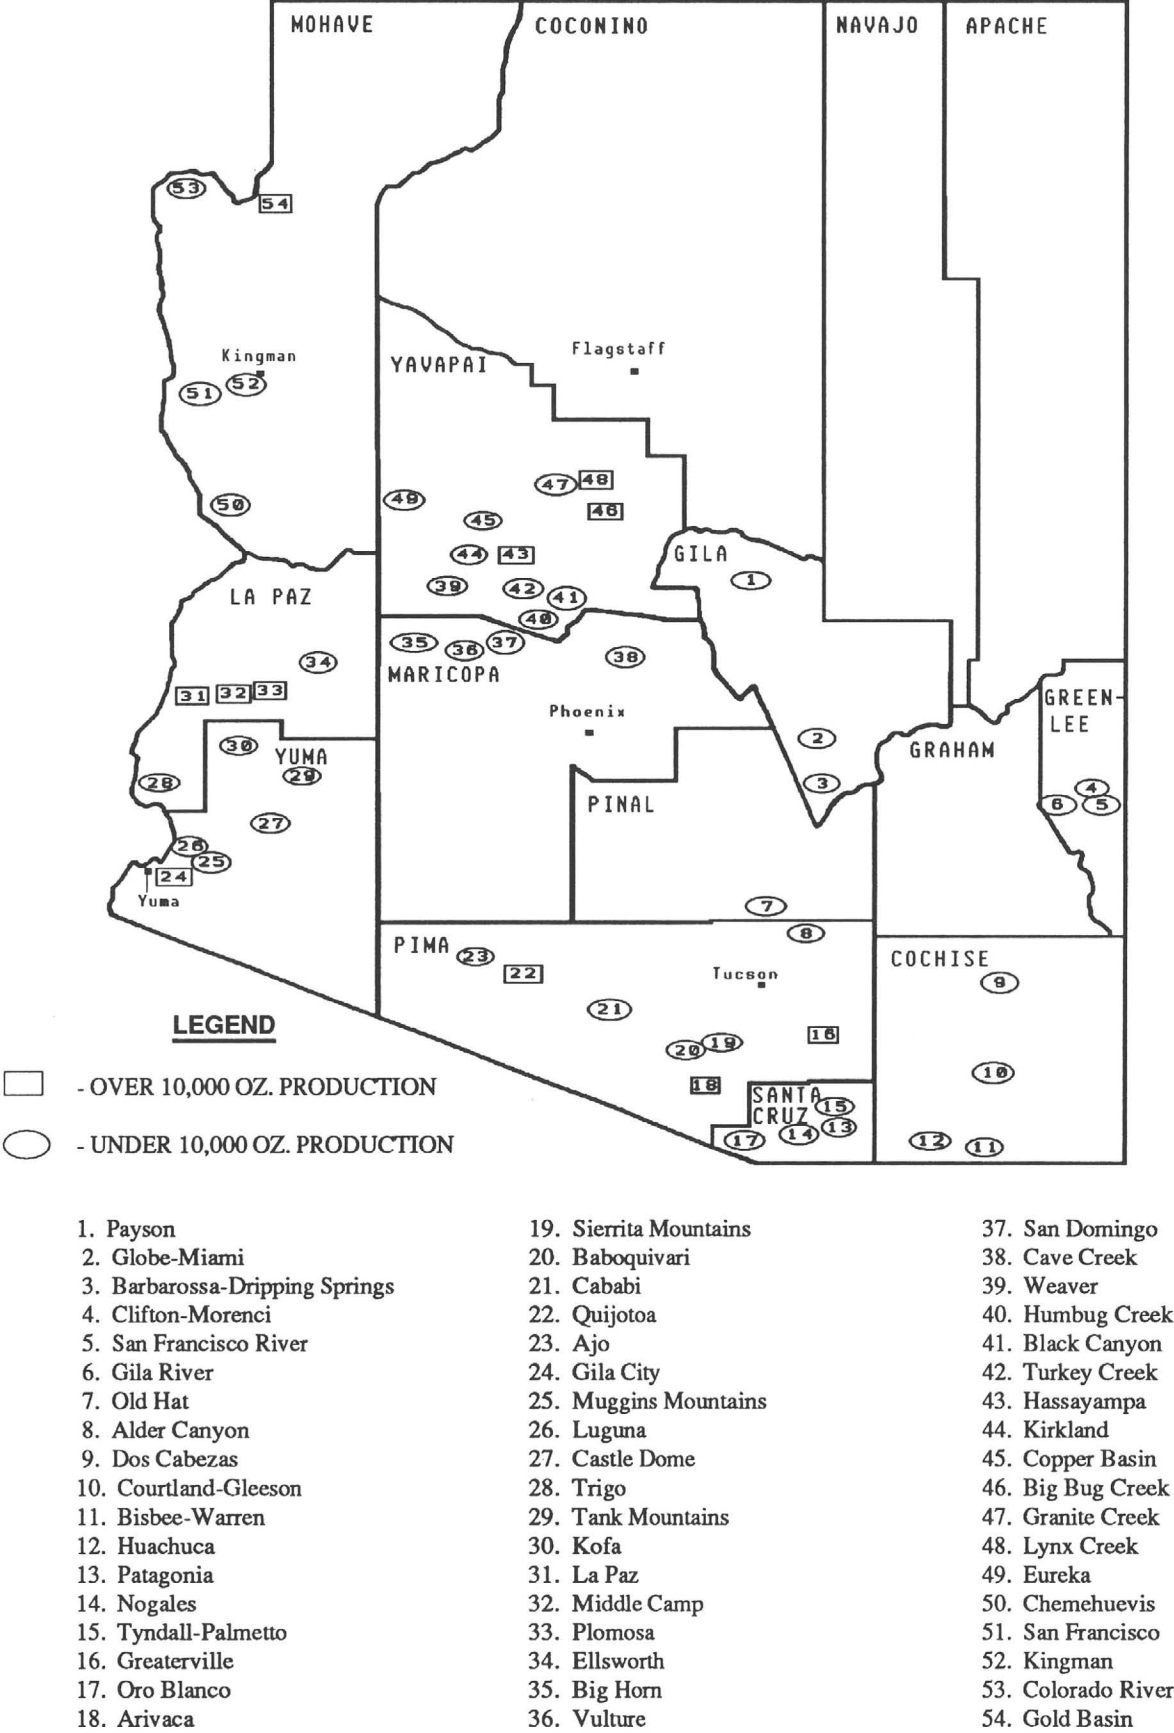 MOHAVE
COCONINO
NAVAJO
APACHE
53
54
Kingman
51
52
50
YAVAPAI
Flagstaff
47
48
46
49
45
44
43
39
42
41
40
GILA
1
LA PAZ
34
31
32
33
35
36
37
38
MARICOPA
Phoenix
2
3
GRAHAM
GREEN-
LEE
4
6
5
30
YUMA
29
28
27
26
25
24
Yuma
PINAL
7
8
PIMA
23
22
Tucson
21
20
19
16
18
SANTA
CRUZ
15
13
14
17
COCHISE
9
10
12
11
LEGEND
- OVER 10,000 OZ. PRODUCTION
- UNDER 10,000 OZ. PRODUCTION
1. Payson
2. Globe-Miami
3. Barbarossa-Dripping Springs
4. Clifton-Morenci
5. San Francisco River
6. Gila River
7. Old Hat
8. Alder Canyon
9. Dos Cabezas
10. Courtland-Gleeson
11. Bisbee-Warren
12. Huachuca
13. Patagonia
14. Nogales
15. Tyndall-Palmetto
16. Greaterville
17. Oro Blanco
18. Arivaca
19. Sierrita Mountains
20. Baboquivari
21. Cababi
22. Quijotoa
23. Ajo
24. Gila City
25. Muggins Mountains
26. Luguna
27. Castle Dome
28. Trigo
29. Tank Mountains
30. Kofa
31. La Paz
32. Middle Camp
33. Plomosa
34. Ellsworth
35. Big Horn
36. Vulture
37. San Domingo
38. Cave Creek
39. Weaver
40. Humbug Creek
41. Black Canyon
42. Turkey Creek
43. Hassayampa
44. Kirkland
45. Copper Basin
46. Big Bug Creek
47. Granite Creek
48. Lynx Creek
49. Eureka
50. Chemehuevis
51. San Francisco
52. Kingman
53. Colorado River
54. Gold Basin